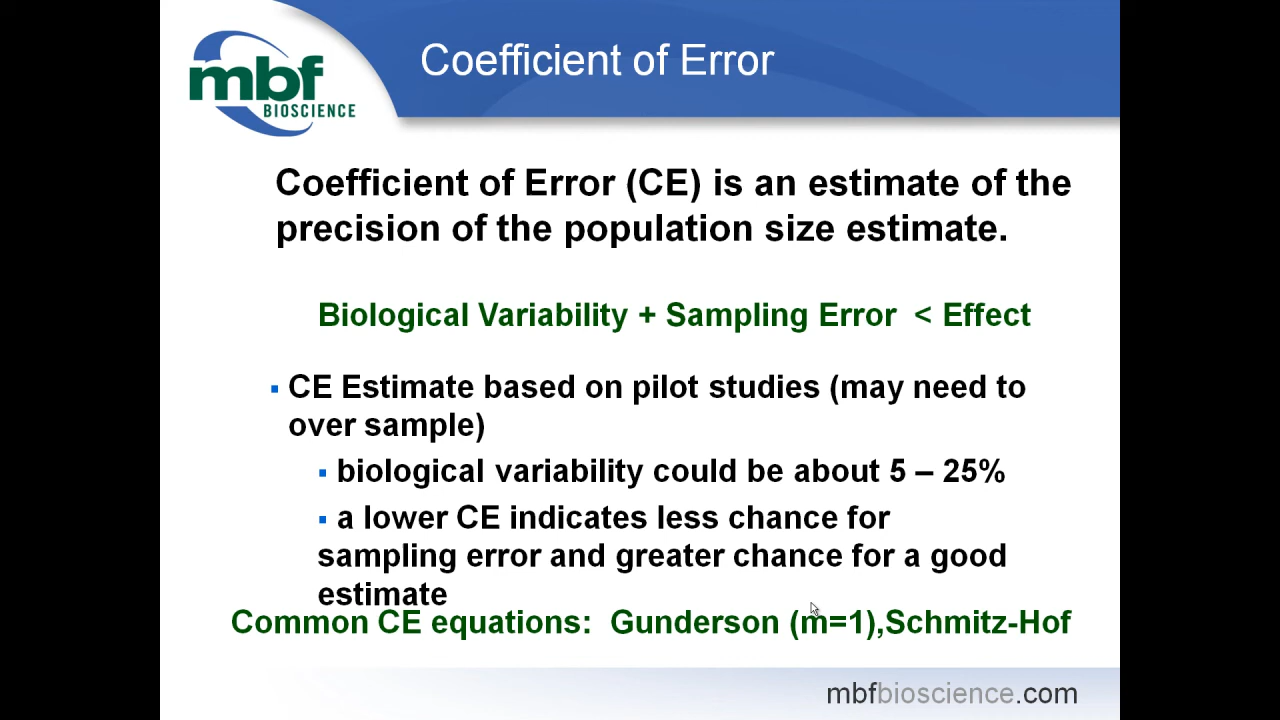 mbf
BIOSCIENCE
Coefficient of Error
Coefficient of Error (CE) is an estimate of the
precision of the population size estimate.
Biological Variability + Sampling Error < Effect
▪ CE Estimate based on pilot studies (may need to
over sample)
▪ biological variability could be about 5 – 25%
▪ a lower CE indicates less chance for
sampling error and greater chance for a good
estimate
Common CE equations: Gunderson (m=1),Schmitz-Hof
mbfbioscience.com